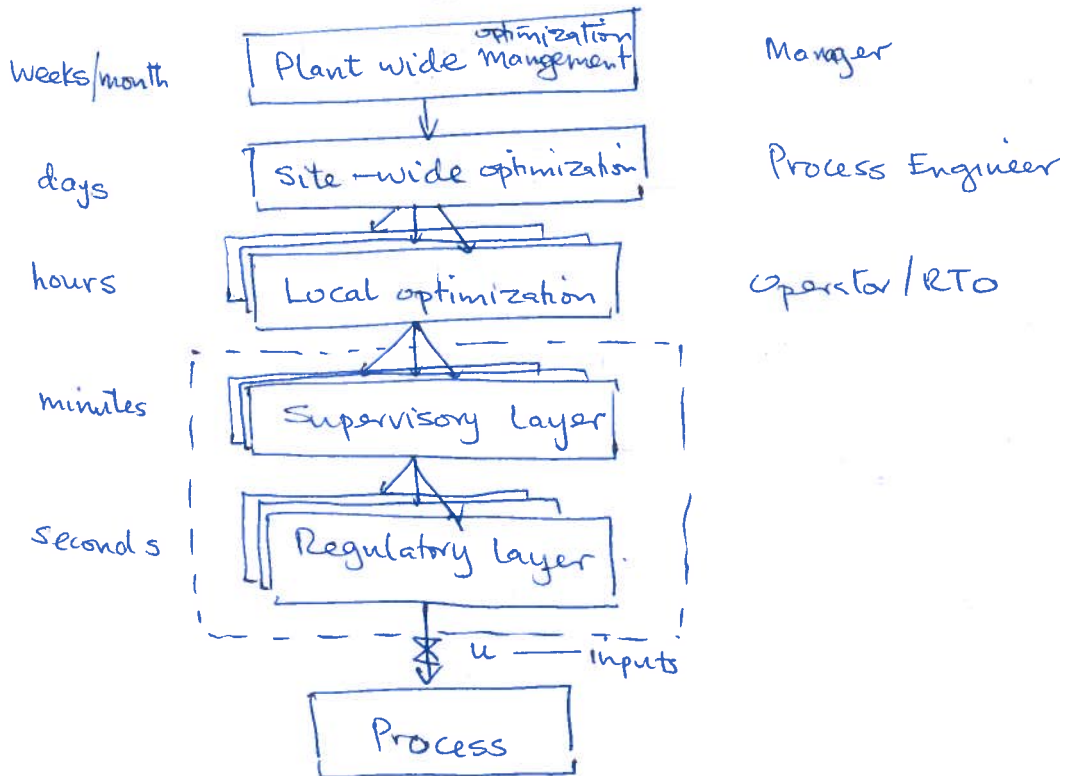 optimization
weeks/month Plant wide mangement Manager
days Site-wide optimization Process Engineer
hours Local optimization Operator/RTO
minutes Supervisory Layer
seconds Regulatory layer
u — inputs
Process